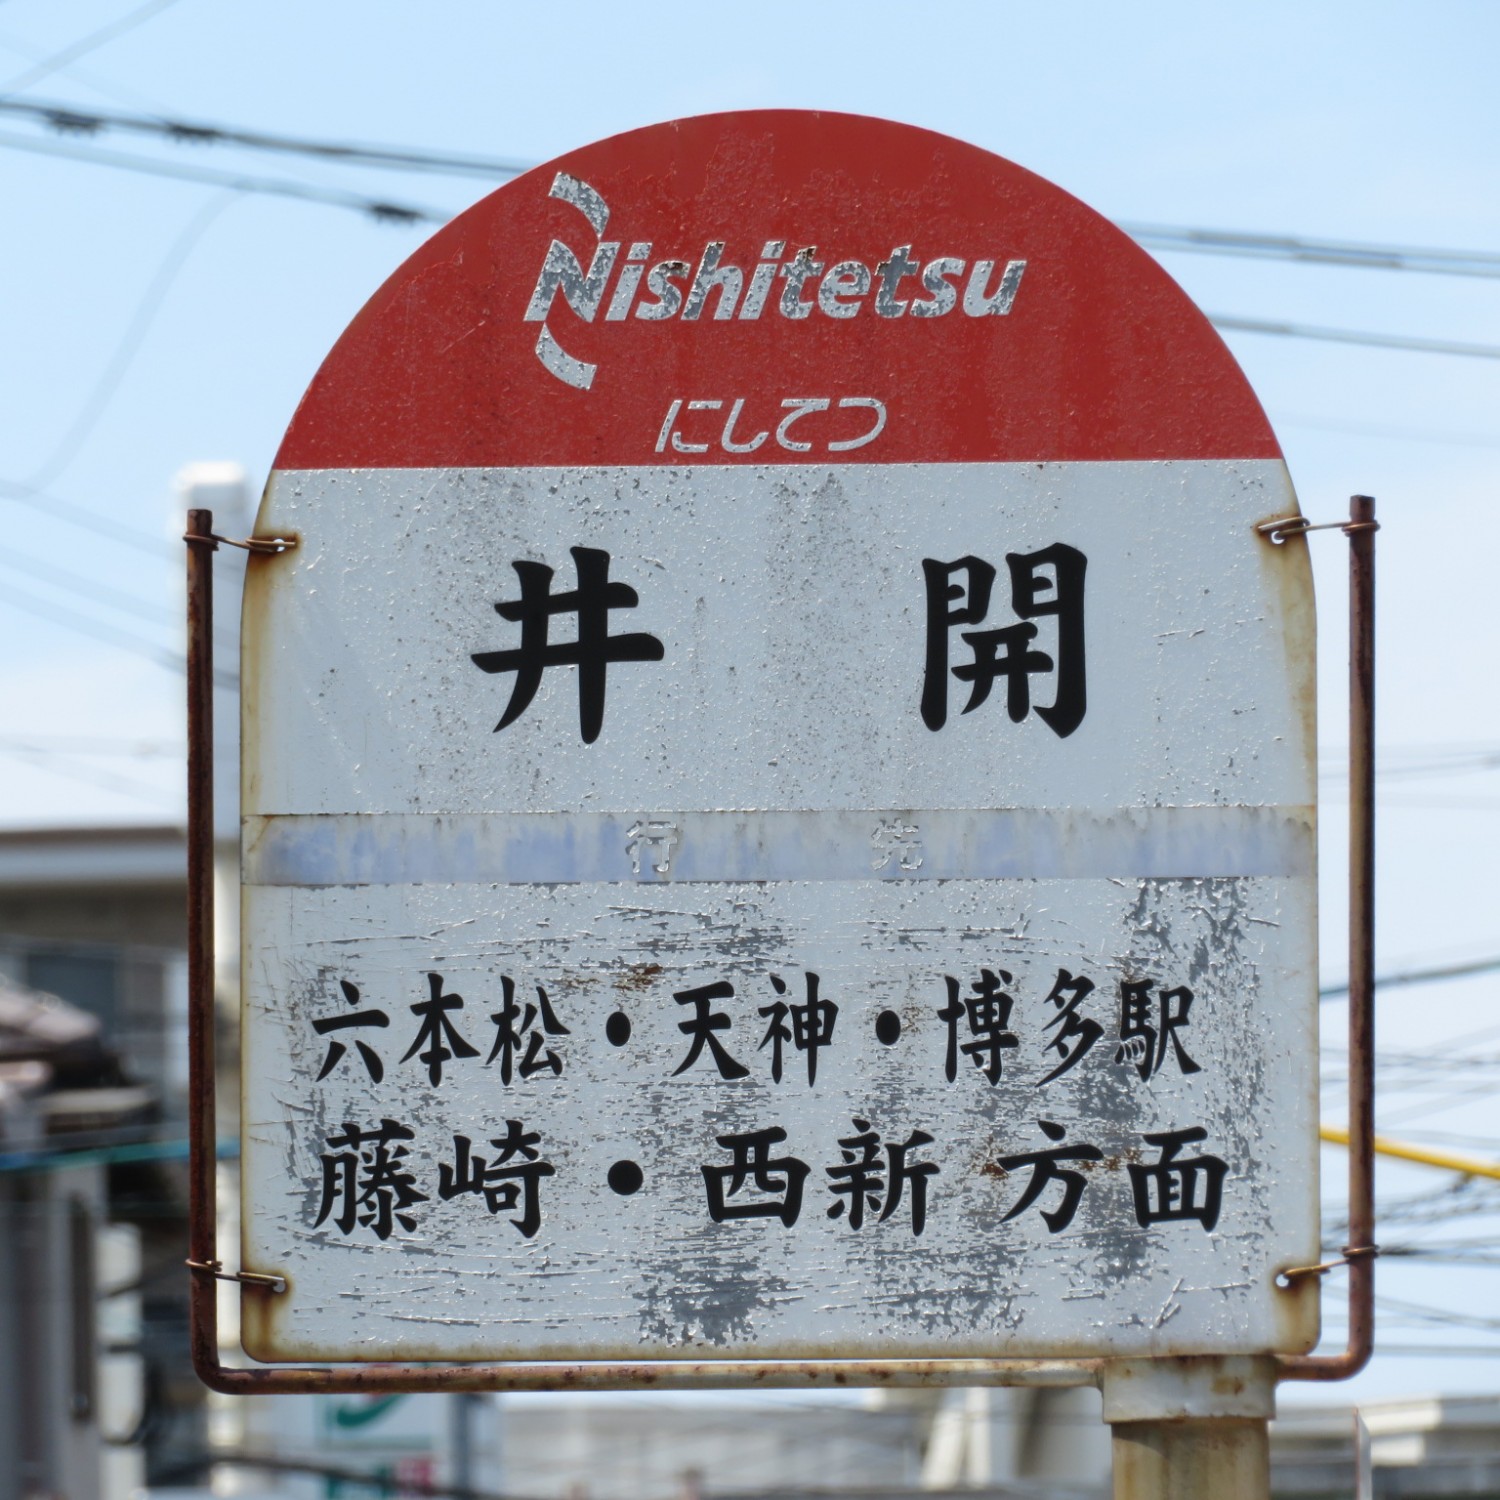 Nishitetsu
にしてつ
井 開
行 先
六本松・天神・博多駅
藤崎・西新 方面